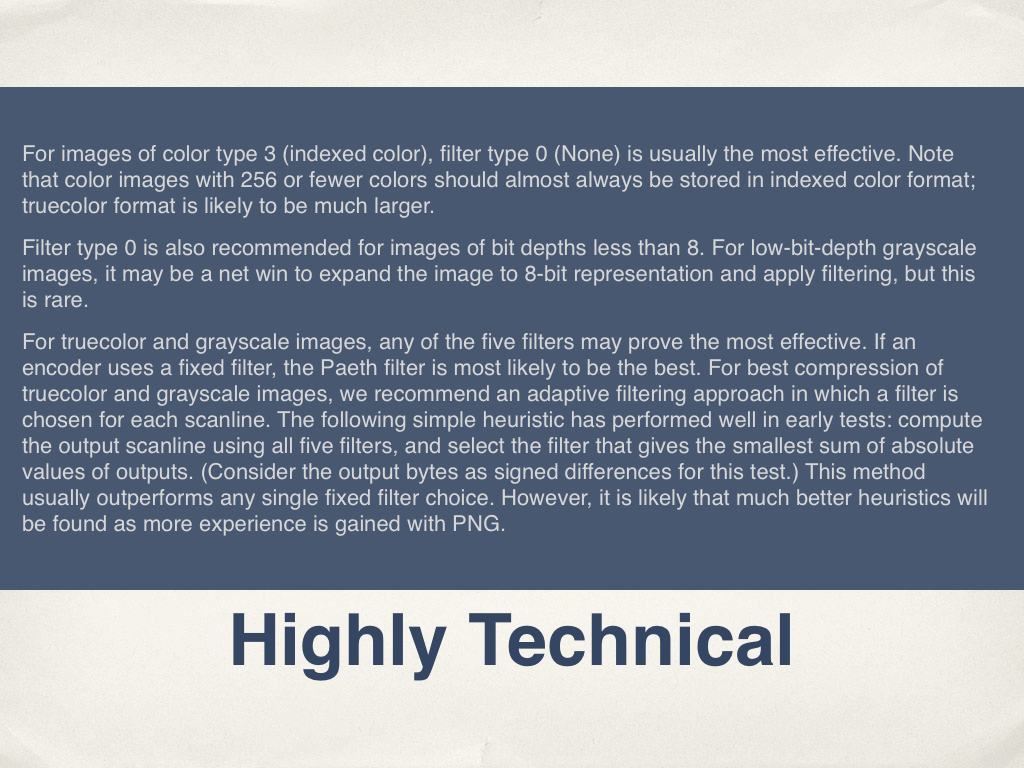 For images of color type 3 (indexed color), filter type 0 (None) is usually the most effective. Note
that color images with 256 or fewer colors should almost always be stored in indexed color format;
truecolor format is likely to be much larger.
Filter type 0 is also recommended for images of bit depths less than 8. For low-bit-depth grayscale
images, it may be a net win to expand the image to 8-bit representation and apply filtering, but this
is rare.
For truecolor and grayscale images, any of the five filters may prove the most effective. If an
encoder uses a fixed filter, the Paeth filter is most likely to be the best. For best compression of
truecolor and grayscale images, we recommend an adaptive filtering approach in which a filter is
chosen for each scanline. The following simple heuristic has performed well in early tests: compute
the output scanline using all five filters, and select the filter that gives the smallest sum of absolute
values of outputs. (Consider the output bytes as signed differences for this test.) This method
usually outperforms any single fixed filter choice. However, it is likely that much better heuristics will
be found as more experience is gained with PNG.
Highly Technical